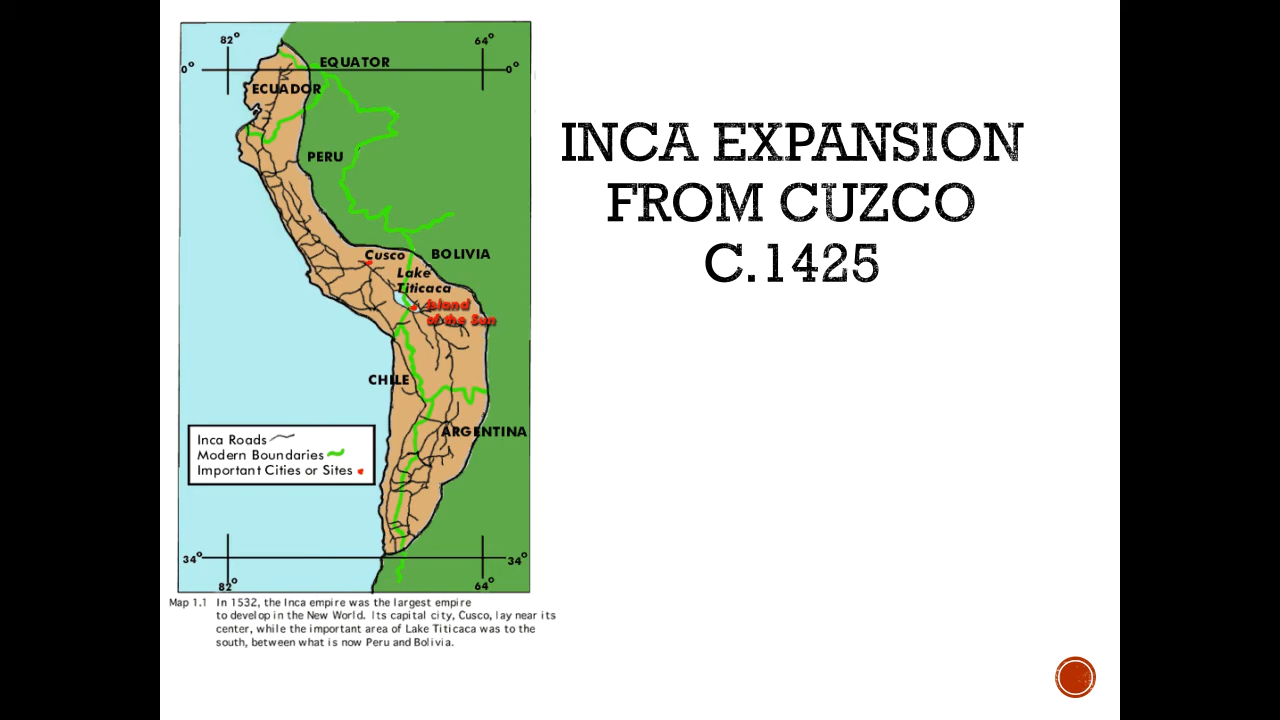 82°
64°
0°
EQUATOR
0°
ECUADOR
PERU
Cusco
BOLIVIA
Lake
Titicaca
Island
of the Sun
CHILE
ARGENTINA
Inca Roads
Modern Boundaries
Important Cities or Sites
34°
34°
82°
64°
Map 1.1 In 1532, the Inca empire was the largest empire
to develop in the New World. Its capital city, Cusco, lay near its
center, while the important area of Lake Titicaca was to the
south, between what is now Peru and Bolivia.
INCA EXPANSION
FROM CUZCO
C.1425